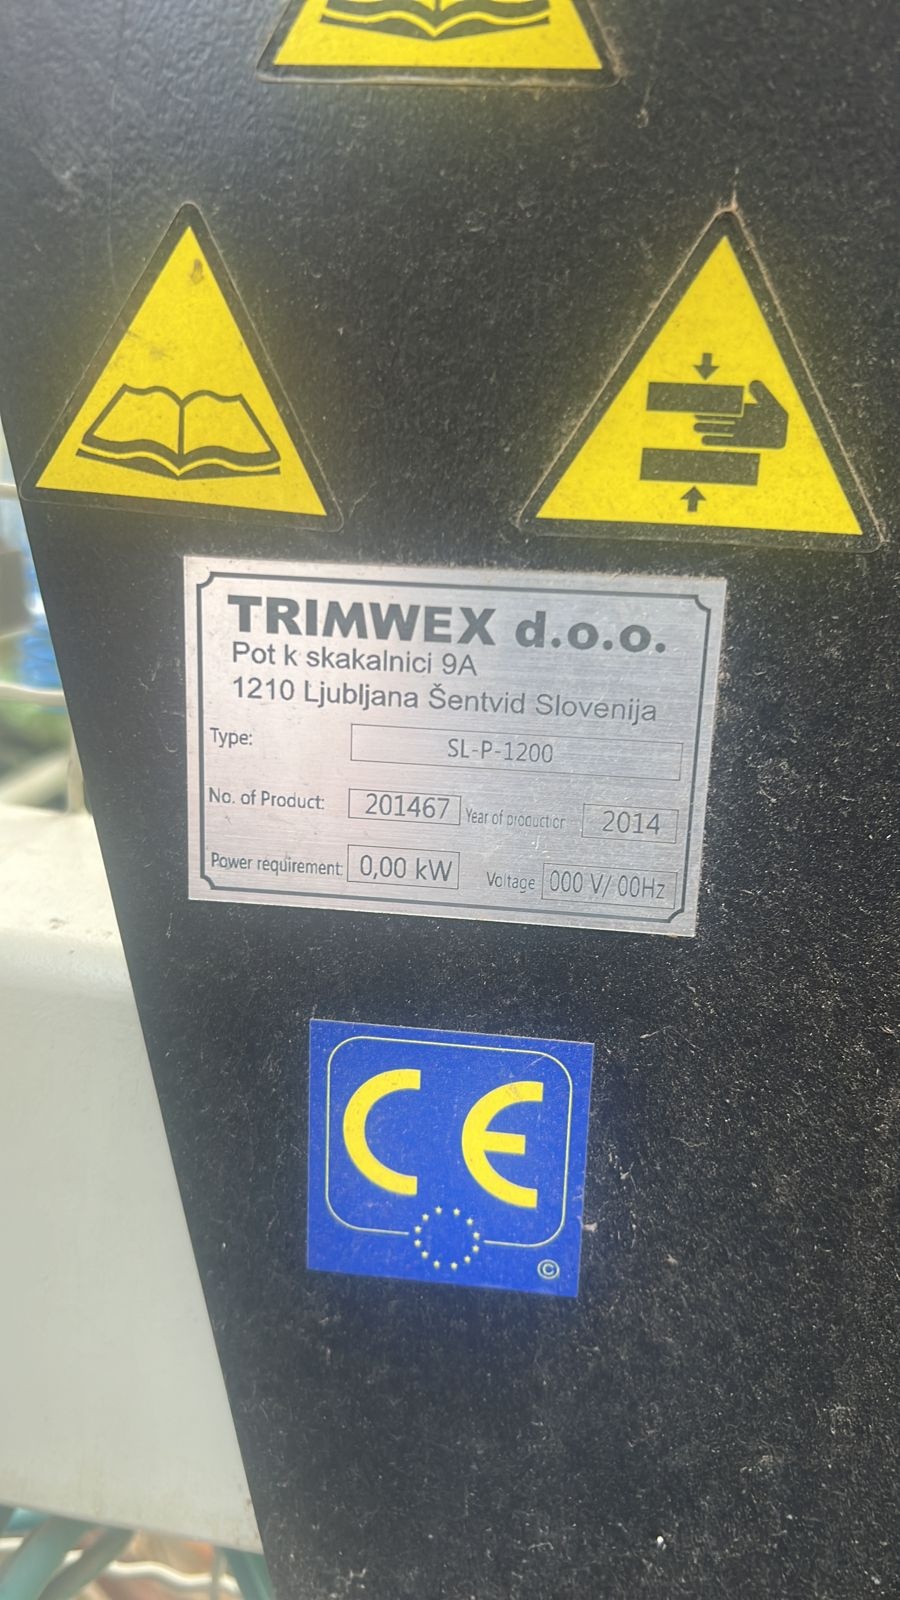 TRIMWEX d.o.o.
Pot k skakalnici 9A
1210 Ljubljana Šentvid Slovenija
Type: SL-P-1200
No. of Product: 201467 Year of production 2014
Power requirement: 0,00 kW Voltage 000 V/ 00Hz
CE
©